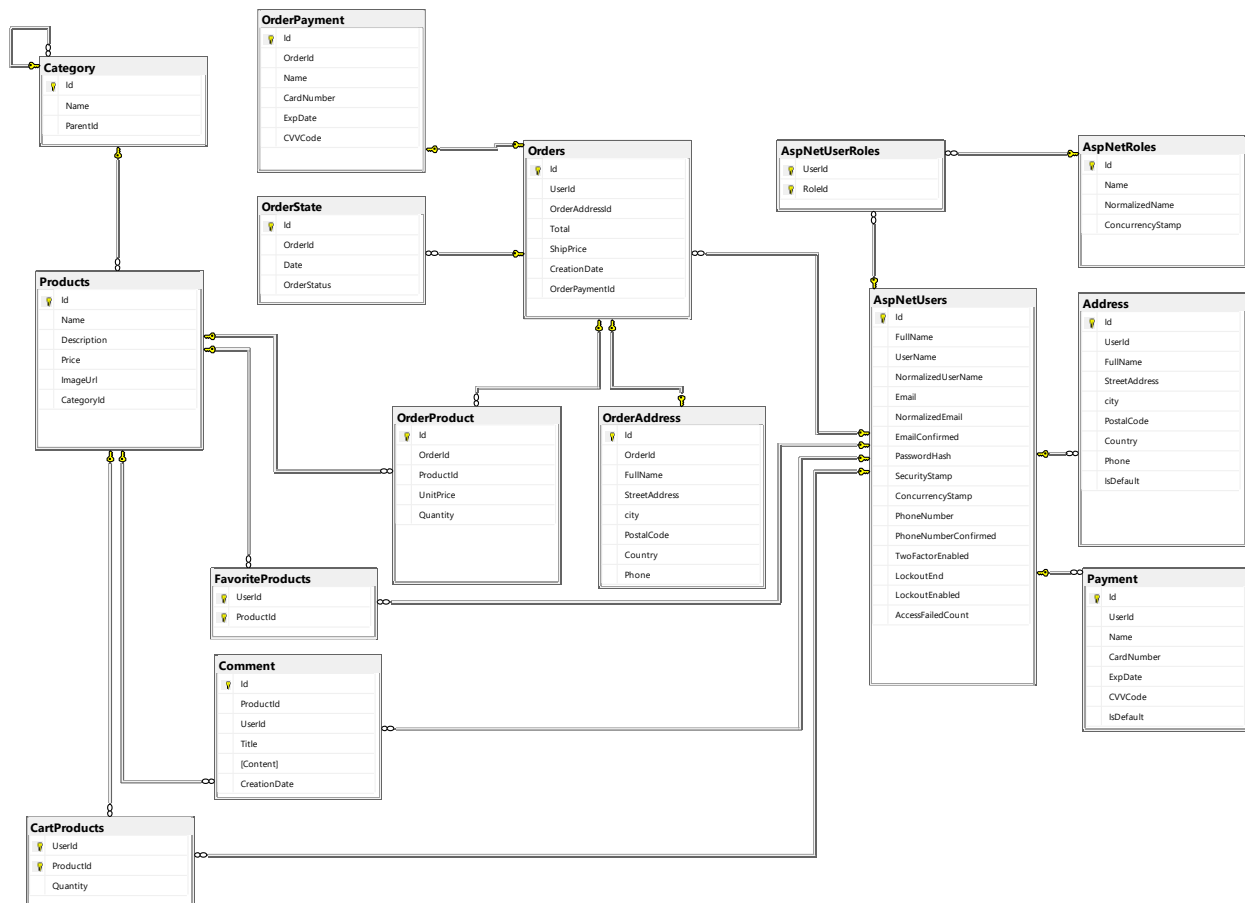 OrderPayment
Id
OrderId
Name
CardNumber
ExpDate
CVVCode
Category
Id
Name
ParentId
Orders
Id
UserId
OrderAddressId
Total
ShipPrice
CreationDate
OrderPaymentId
AspNetUserRoles
UserId
RoleId
AspNetRoles
Id
Name
NormalizedName
ConcurrencyStamp
OrderState
Id
OrderId
Date
OrderStatus
Products
Id
Name
Description
Price
ImageUrl
CategoryId
AspNetUsers
Id
FullName
UserName
NormalizedUserName
Email
NormalizedEmail
EmailConfirmed
PasswordHash
SecurityStamp
ConcurrencyStamp
PhoneNumber
PhoneNumberConfirmed
TwoFactorEnabled
LockoutEnd
LockoutEnabled
AccessFailedCount
Address
Id
UserId
FullName
StreetAddress
city
PostalCode
Country
Phone
IsDefault
OrderProduct
Id
OrderId
ProductId
UnitPrice
Quantity
OrderAddress
Id
OrderId
FullName
StreetAddress
city
PostalCode
Country
Phone
FavoriteProducts
UserId
ProductId
Payment
Id
UserId
Name
CardNumber
ExpDate
CVVCode
IsDefault
Comment
Id
ProductId
UserId
Title
[Content]
CreationDate
CartProducts
UserId
ProductId
Quantity